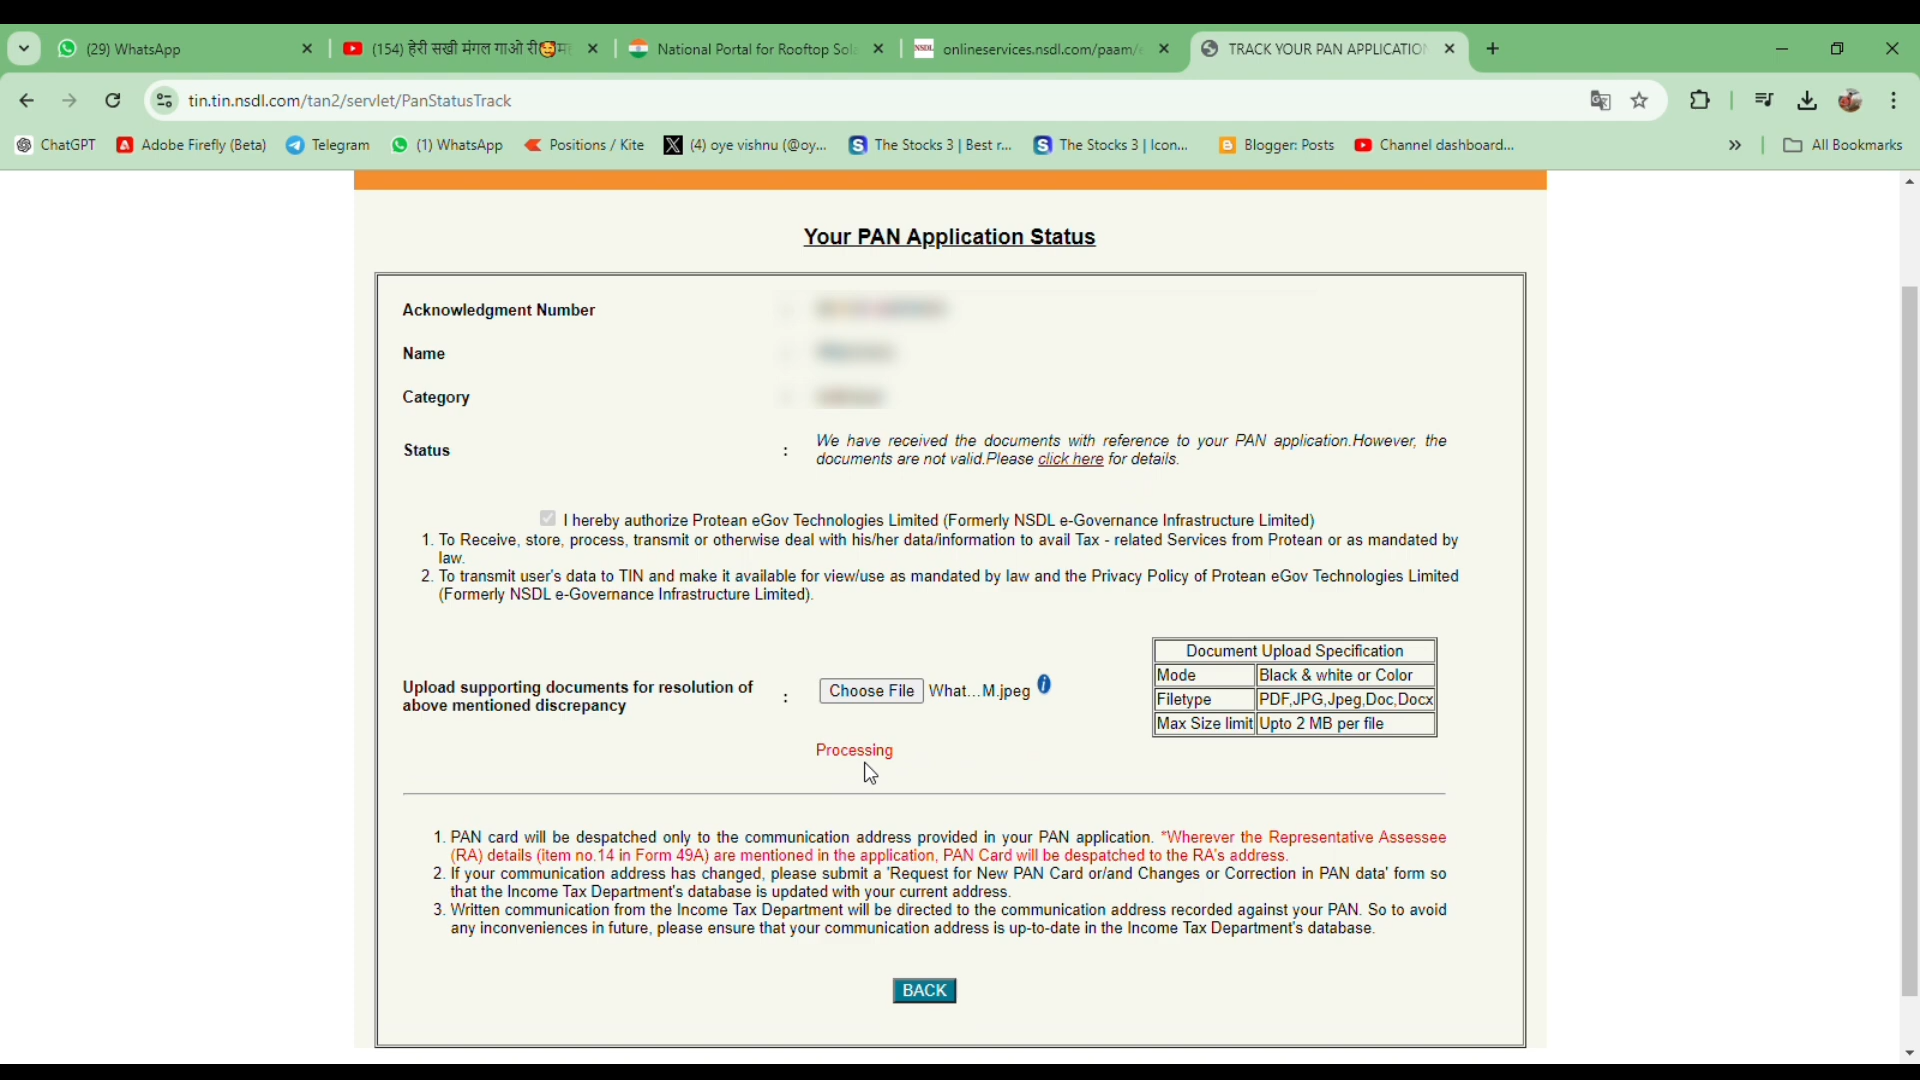 (29) WhatsApp
(154) हेरी सखी मंगल गाओ री
National Portal for Rooftop Sol
NSDL onlineservices.nsdl.com/paam/
TRACK YOUR PAN APPLICATION
tin.tin.nsdl.com/tan2/servlet/PanStatusTrack
ChatGPT
Adobe Firefly (Beta)
Telegram
(1) WhatsApp
Positions / Kite
(4) oye vishnu (@oy...
The Stocks 3 | Best r...
The Stocks 3 | Icon...
Blogger: Posts
Channel dashboard...
»
All Bookmarks
Your PAN Application Status
Acknowledgment Number
Name
Category
Status : We have received the documents with reference to your PAN application.However, the
documents are not valid.Please click here for details.
I hereby authorize Protean eGov Technologies Limited (Formerly NSDL e-Governance Infrastructure Limited)
1. To Receive, store, process, transmit or otherwise deal with his/her data/information to avail Tax - related Services from Protean or as mandated by
law.
2. To transmit user's data to TIN and make it available for view/use as mandated by law and the Privacy Policy of Protean eGov Technologies Limited
(Formerly NSDL e-Governance Infrastructure Limited).
Upload supporting documents for resolution of
above mentioned discrepancy
: Choose File What...M.jpeg i
Processing
Document Upload Specification
Mode Black & white or Color
Filetype PDF,JPG,Jpeg,Doc,Docx
Max Size limit Upto 2 MB per file
1. PAN card will be despatched only to the communication address provided in your PAN application. *Wherever the Representative Assessee
(RA) details (item no.14 in Form 49A) are mentioned in the application, PAN Card will be despatched to the RA's address.
2. If your communication address has changed, please submit a 'Request for New PAN Card or/and Changes or Correction in PAN data' form so
that the Income Tax Department's database is updated with your current address.
3. Written communication from the Income Tax Department will be directed to the communication address recorded against your PAN. So to avoid
any inconveniences in future, please ensure that your communication address is up-to-date in the Income Tax Department's database.
BACK